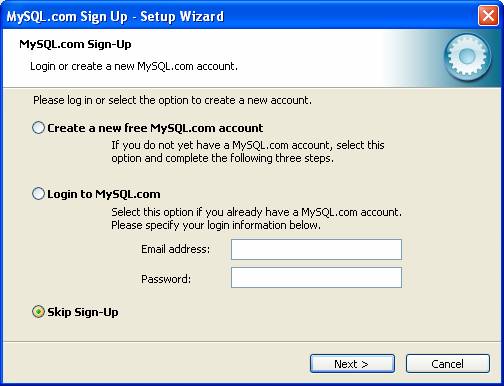 MySQL.com Sign Up - Setup Wizard
MySQL.com Sign-Up
Login or create a new MySQL.com account.
Please log in or select the option to create a new account.
Create a new free MySQL.com account
If you do not yet have a MySQL.com account, select this
option and complete the following three steps.
Login to MySQL.com
Select this option if you already have a MySQL.com account.
Please specify your login information below.
Email address:
Password:
Skip Sign-Up
Next >
Cancel